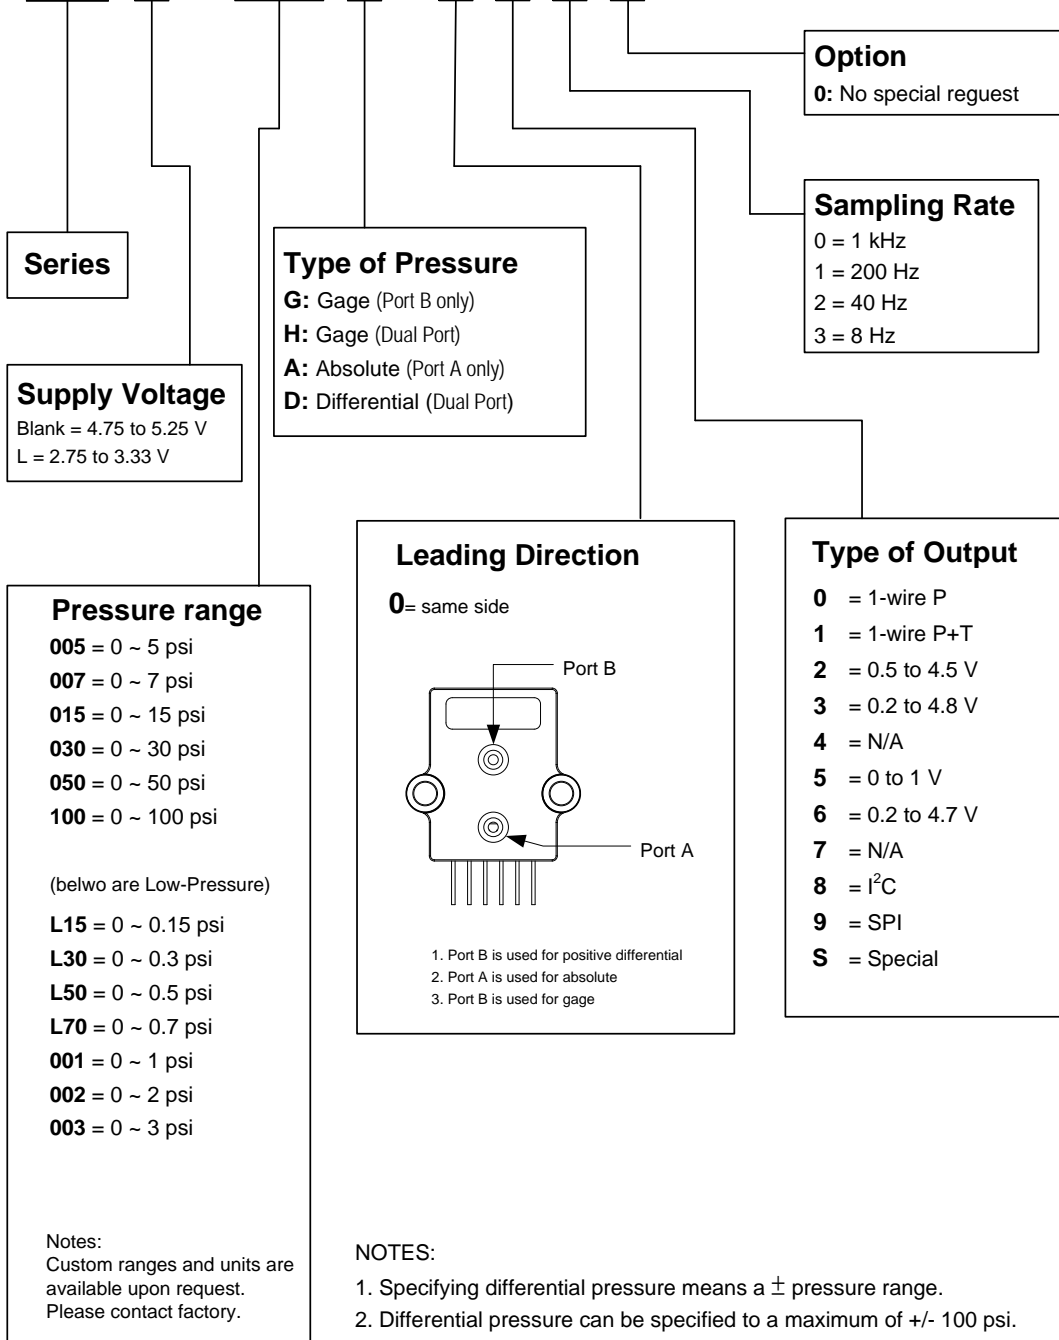 Option
0: No special reguest
Sampling Rate
0 = 1 kHz
1 = 200 Hz
2 = 40 Hz
3 = 8 Hz
Series
Type of Pressure
G: Gage (Port B only)
H: Gage (Dual Port)
A: Absolute (Port A only)
D: Differential (Dual Port)
Supply Voltage
Blank = 4.75 to 5.25 V
L = 2.75 to 3.33 V
Leading Direction
0= same side
Port B
Port A
1. Port B is used for positive differential
2. Port A is used for absolute
3. Port B is used for gage
Type of Output
0 = 1-wire P
1 = 1-wire P+T
2 = 0.5 to 4.5 V
3 = 0.2 to 4.8 V
4 = N/A
5 = 0 to 1 V
6 = 0.2 to 4.7 V
7 = N/A
8 = I²C
9 = SPI
S = Special
Pressure range
005 = 0 ~ 5 psi
007 = 0 ~ 7 psi
015 = 0 ~ 15 psi
030 = 0 ~ 30 psi
050 = 0 ~ 50 psi
100 = 0 ~ 100 psi
(belwo are Low-Pressure)
L15 = 0 ~ 0.15 psi
L30 = 0 ~ 0.3 psi
L50 = 0 ~ 0.5 psi
L70 = 0 ~ 0.7 psi
001 = 0 ~ 1 psi
002 = 0 ~ 2 psi
003 = 0 ~ 3 psi
Notes:
Custom ranges and units are
available upon request.
Please contact factory.
NOTES:
1. Specifying differential pressure means a ± pressure range.
2. Differential pressure can be specified to a maximum of +/- 100 psi.